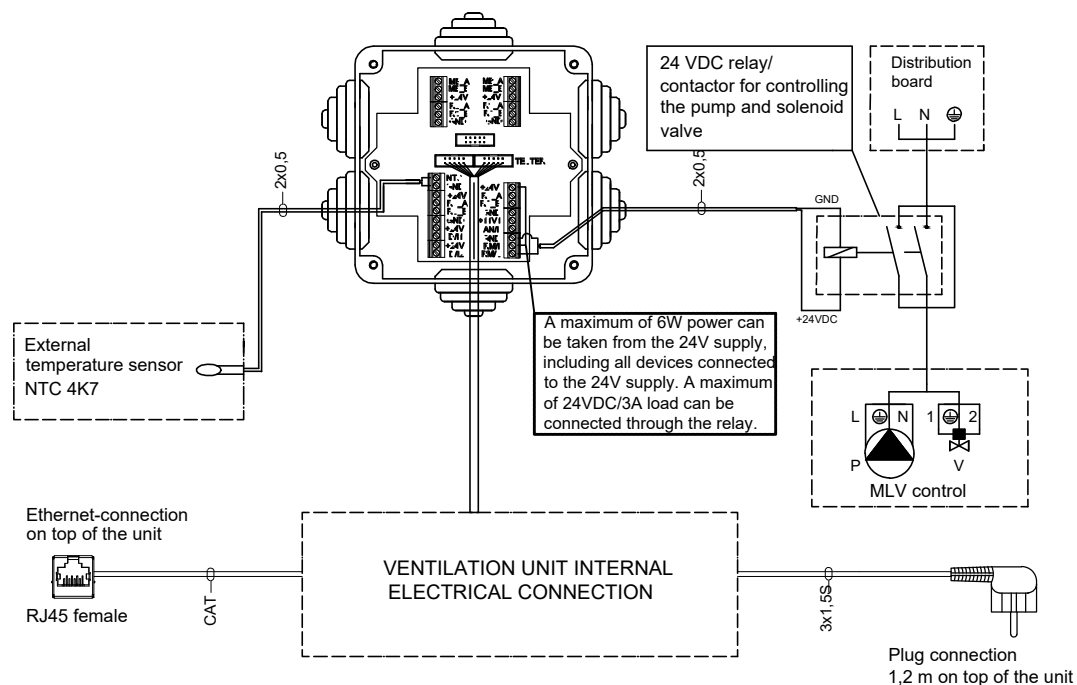 24 VDC relay/
contactor for controlling
the pump and solenoid
valve
Distribution
board
L N
2x0,5
2x0,5
GND
+24VDC
External
temperature sensor
NTC 4K7
A maximum of 6W power can
be taken from the 24V supply,
including all devices connected
to the 24V supply. A maximum
of 24VDC/3A load can be
connected through the relay.
L N 1 2
P V
MLV control
Ethernet-connection
on top of the unit
RJ45 female
CAT
VENTILATION UNIT INTERNAL
ELECTRICAL CONNECTION
3x1,5S
Plug connection
1,2 m on top of the unit